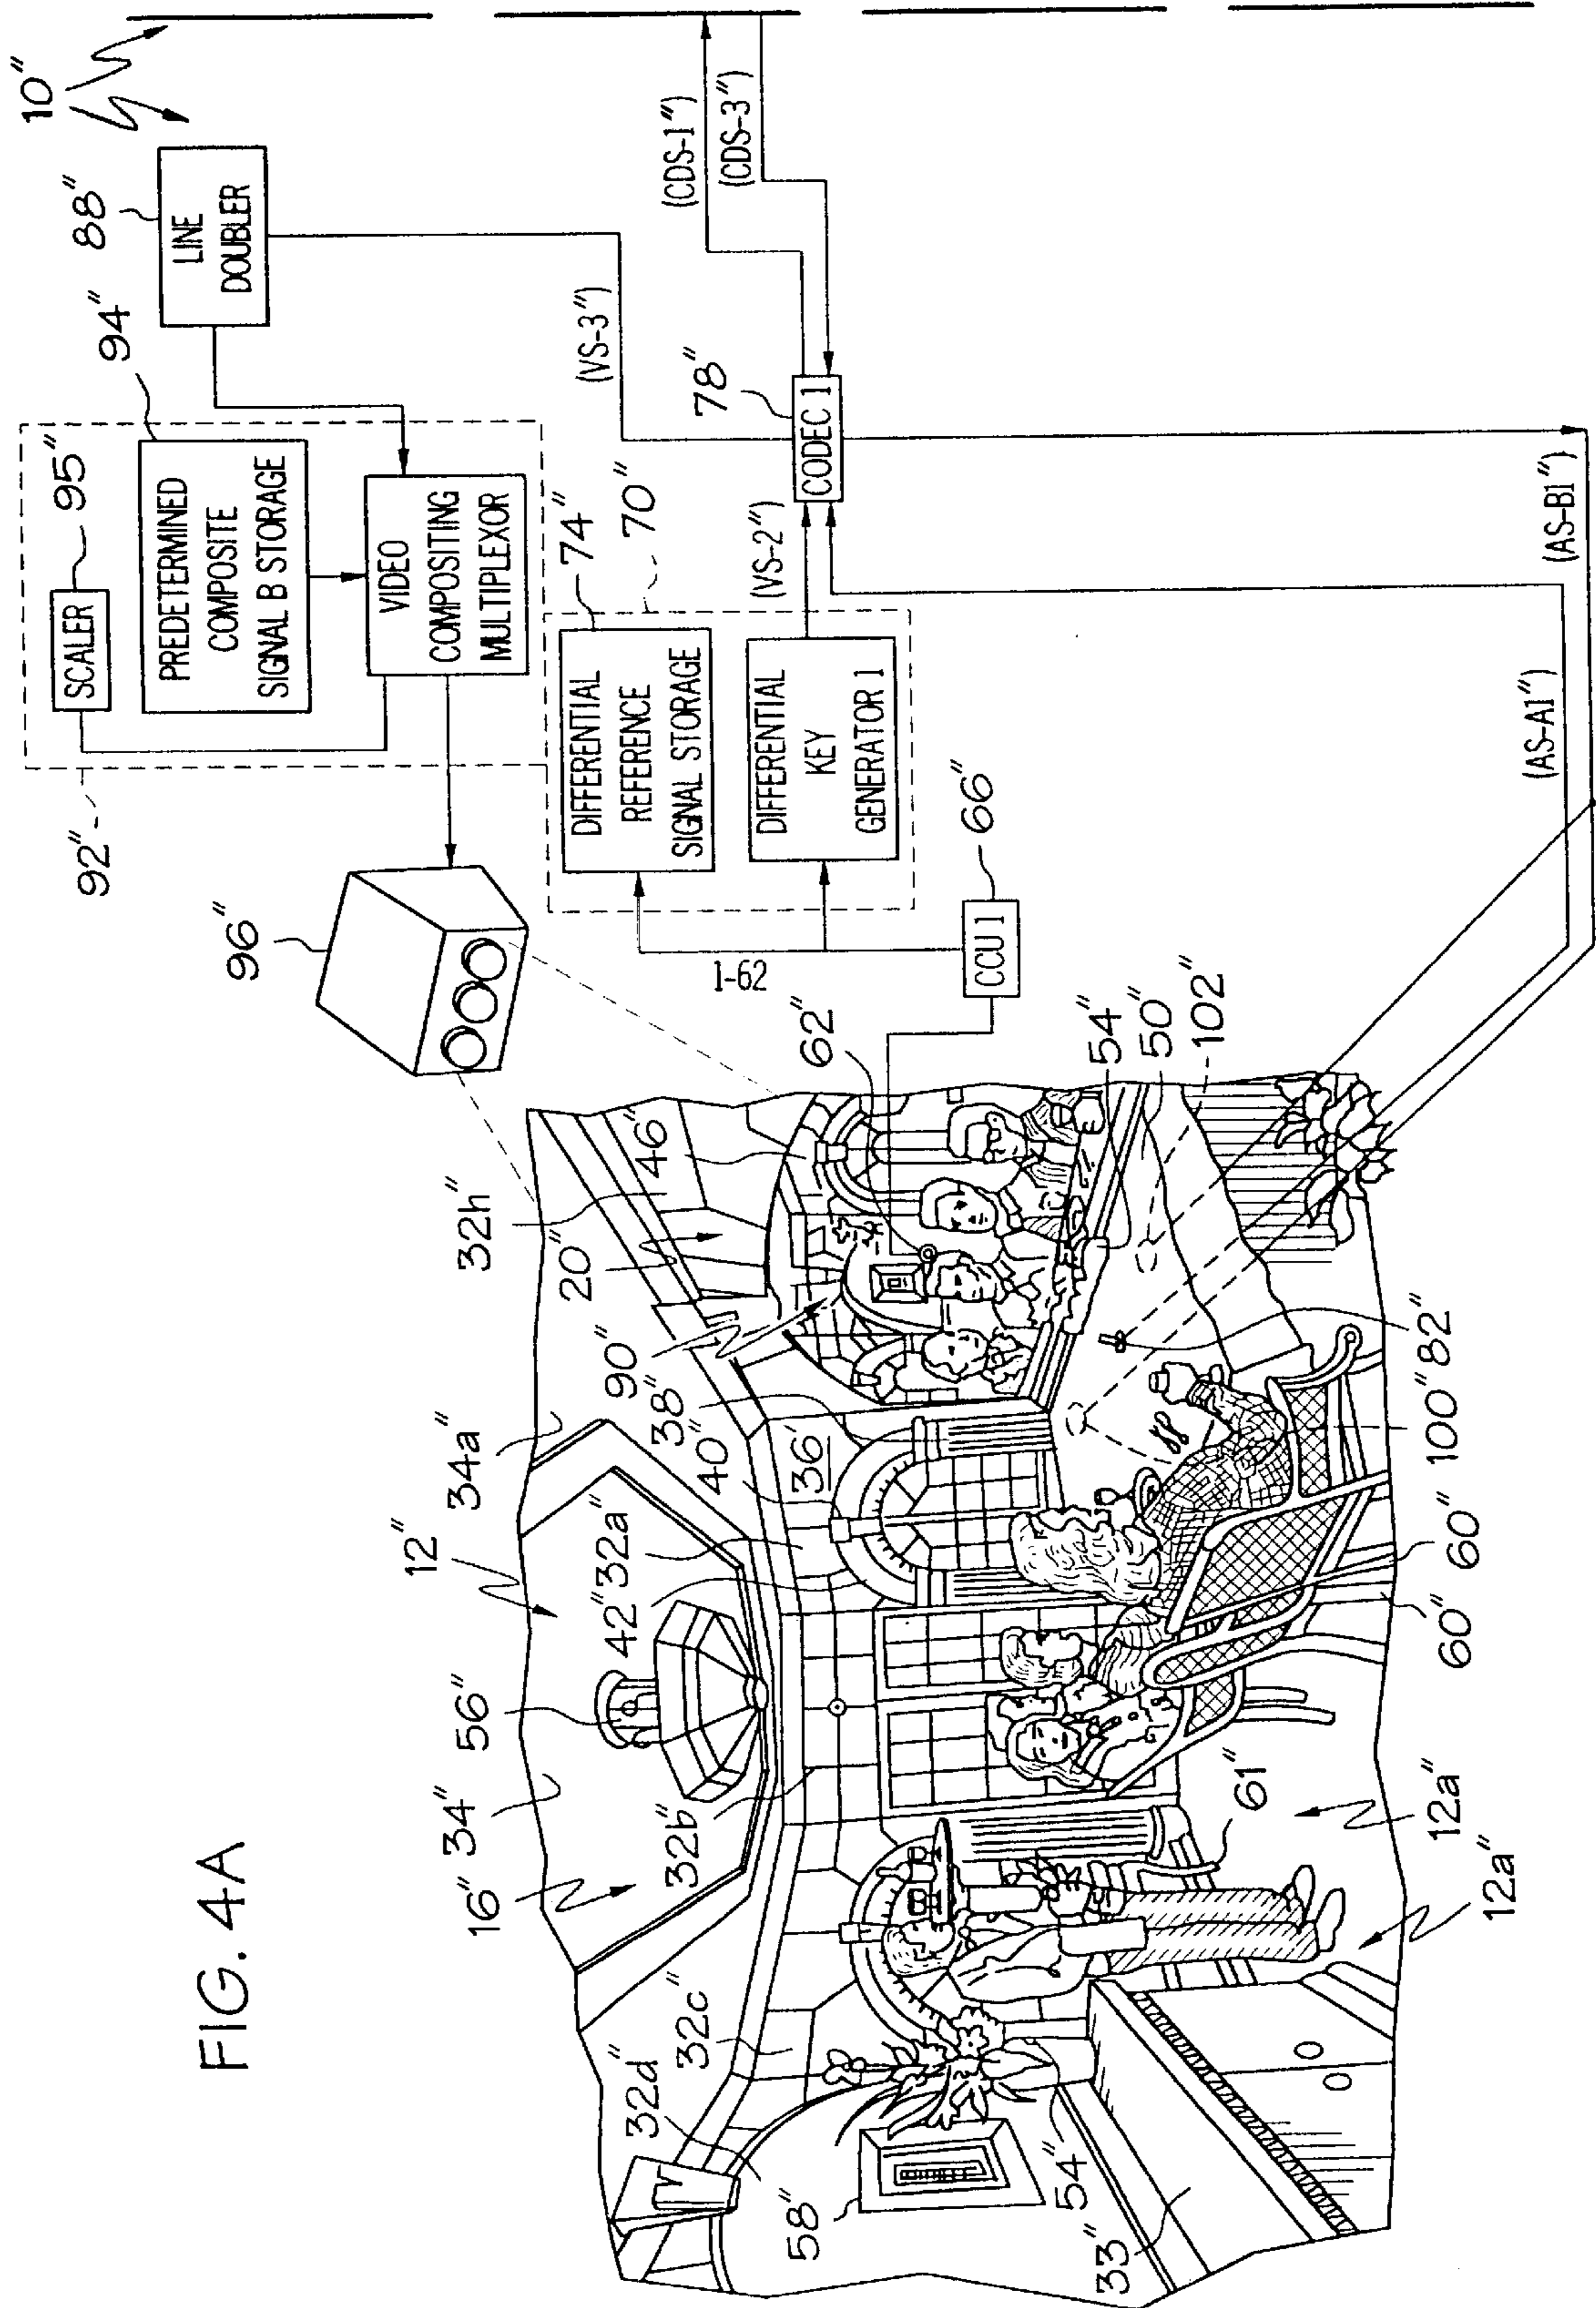 FIG. 4A
10"
88"
LINE
DOUBLER
94"
95"
SCALER
PREDETERMINED
COMPOSITE
SIGNAL B STORAGE
VIDEO
COMPOSITING
MULTIPLEXOR
92"
96"
70"
74"
DIFFERENTIAL
REFERENCE
SIGNAL STORAGE
DIFFERENTIAL
KEY
GENERATOR 1
66"
CCU 1
1-62
62"
78"
CODEC 1
(VS-3")
(VS-2")
(CDS-1")
(CDS-3")
(AS-A1")
(AS-B1")
12"
16"
34"
56"
34a"
32h"
20"
46"
90"
38"
40"
36'
32a"
42"
32b"
32c"
32d"
58"
54"
33"
61"
12a"
12a"
60"
60"
100"
82"
54"
50"
102"